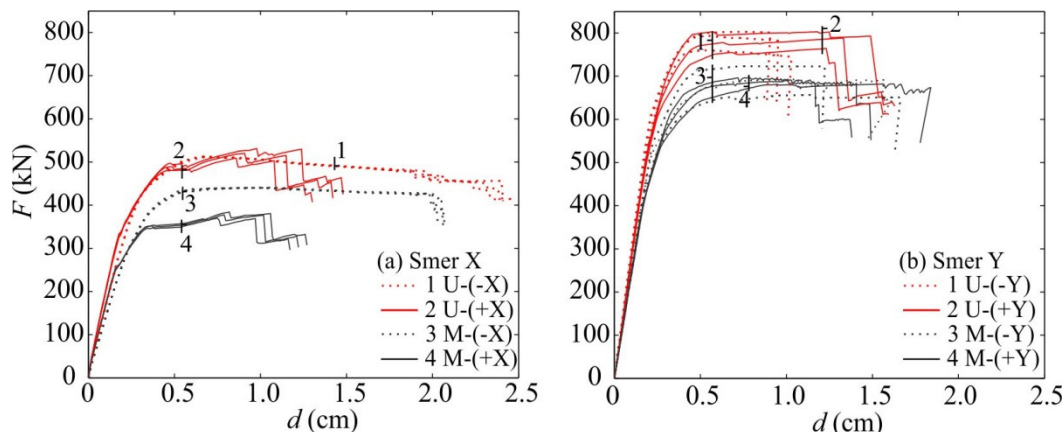 800
700
600
500
400
300
200
100
0
F (kN)
0 0.5 1.0 1.5 2.0 2.5
d (cm)
1
2
3
4
(a) Smer X
1 U-(-X)
2 U-(+X)
3 M-(-X)
4 M-(+X)
800
700
600
500
400
300
200
100
0
0 0.5 1.0 1.5 2.0 2.5
d (cm)
1
2
3
4
(b) Smer Y
1 U-(-Y)
2 U-(+Y)
3 M-(-Y)
4 M-(+Y)